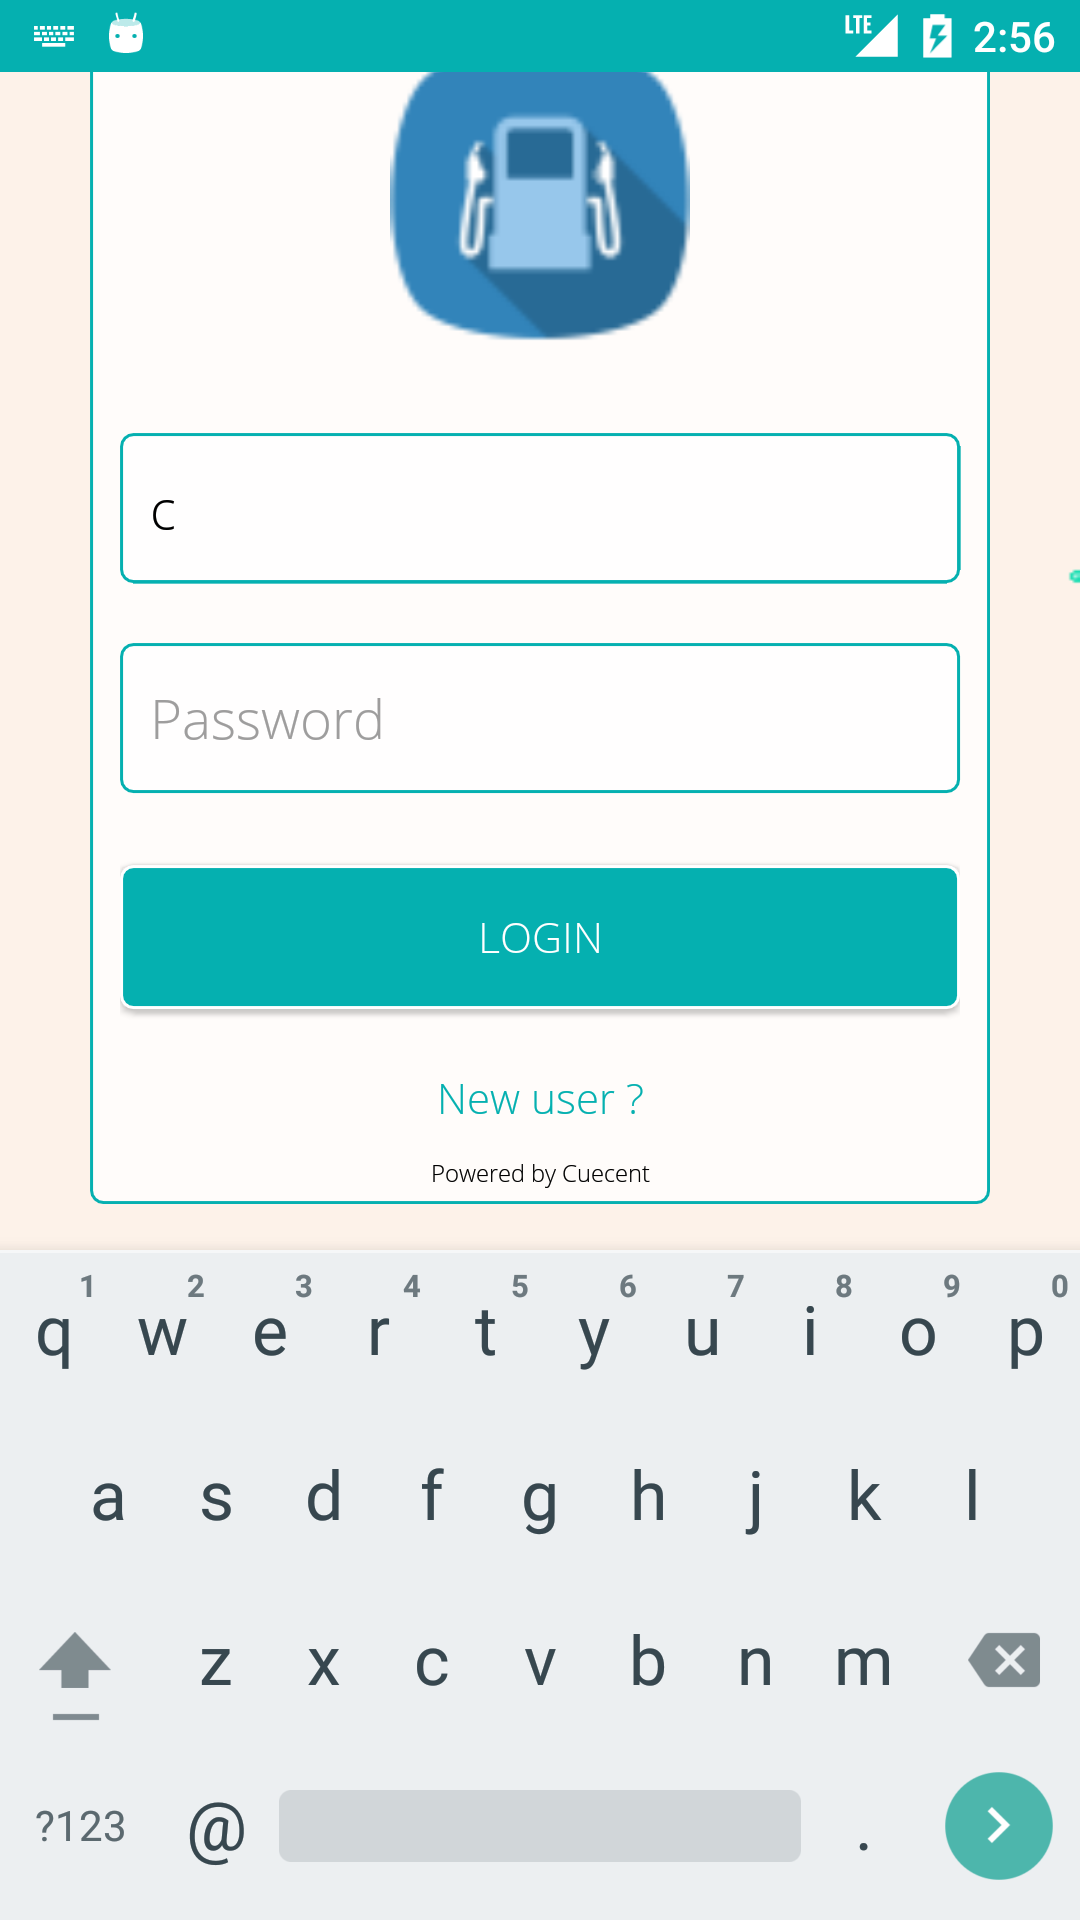 LTE 2:56
C
Password
LOGIN
New user ?
Powered by Cuecent
1 2 3 4 5 6 7 8 9 0
q w e r t y u i o p
a s d f g h j k l
z x c v b n m
?123 @ .